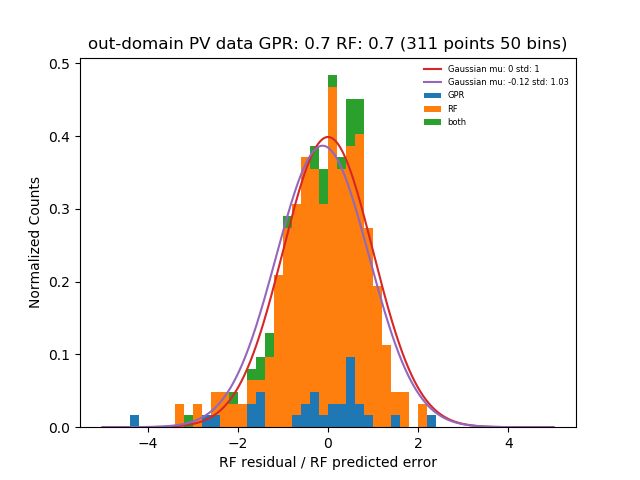 out-domain PV data GPR: 0.7 RF: 0.7 (311 points 50 bins)
Gaussian mu: 0 std: 1
Gaussian mu: -0.12 std: 1.03
GPR
RF
both
Normalized Counts
0.5
0.4
0.3
0.2
0.1
0.0
−4 −2 0 2 4
RF residual / RF predicted error